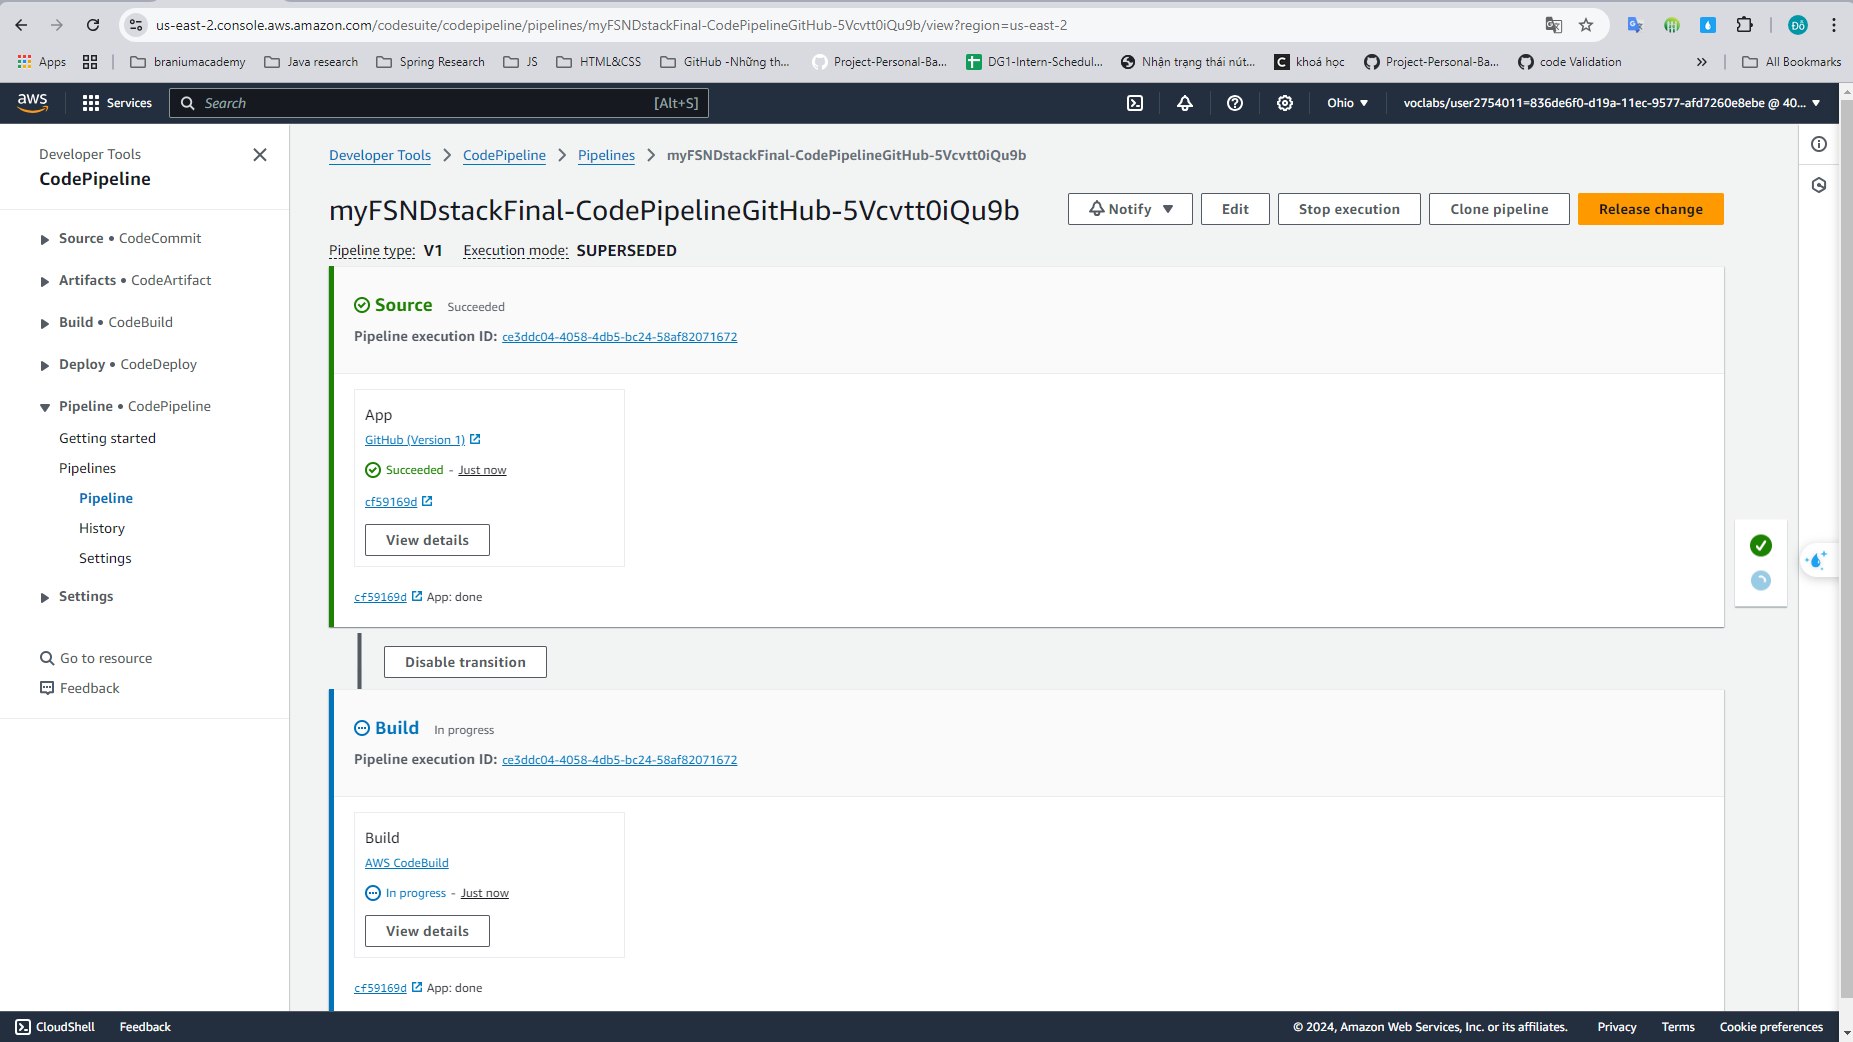 us-east-2.console.aws.amazon.com/codesuite/codepipeline/pipelines/myFSNDstackFinal-CodePipelineGitHub-5Vcvtt0iQu9b/view?region=us-east-2
Đỗ
Apps braniumacademy Java research Spring Research JS HTML&CSS GitHub -Những th... Project-Personal-Ba... DG1-Intern-Schedul... Nhận trạng thái nút... khoá học Project-Personal-Ba... code Validation » All Bookmarks
aws Services Search [Alt+S] Ohio ▼ voclabs/user2754011=836de6f0-d19a-11ec-9577-afd7260e8ebe @ 40... ▼
Developer Tools
CodePipeline
Source • CodeCommit
Artifacts • CodeArtifact
Build • CodeBuild
Deploy • CodeDeploy
Pipeline • CodePipeline
Getting started
Pipelines
Pipeline
History
Settings
Settings
Go to resource
Feedback
Developer Tools > CodePipeline > Pipelines > myFSNDstackFinal-CodePipelineGitHub-5Vcvtt0iQu9b
myFSNDstackFinal-CodePipelineGitHub-5Vcvtt0iQu9b
Notify ▼ Edit Stop execution Clone pipeline Release change
Pipeline type: V1 Execution mode: SUPERSEDED
Source Succeeded
Pipeline execution ID: ce3ddc04-4058-4db5-bc24-58af82071672
App
GitHub (Version 1)
Succeeded - Just now
cf59169d
View details
cf59169d App: done
Disable transition
Build In progress
Pipeline execution ID: ce3ddc04-4058-4db5-bc24-58af82071672
Build
AWS CodeBuild
In progress - Just now
View details
cf59169d App: done
CloudShell Feedback © 2024, Amazon Web Services, Inc. or its affiliates. Privacy Terms Cookie preferences